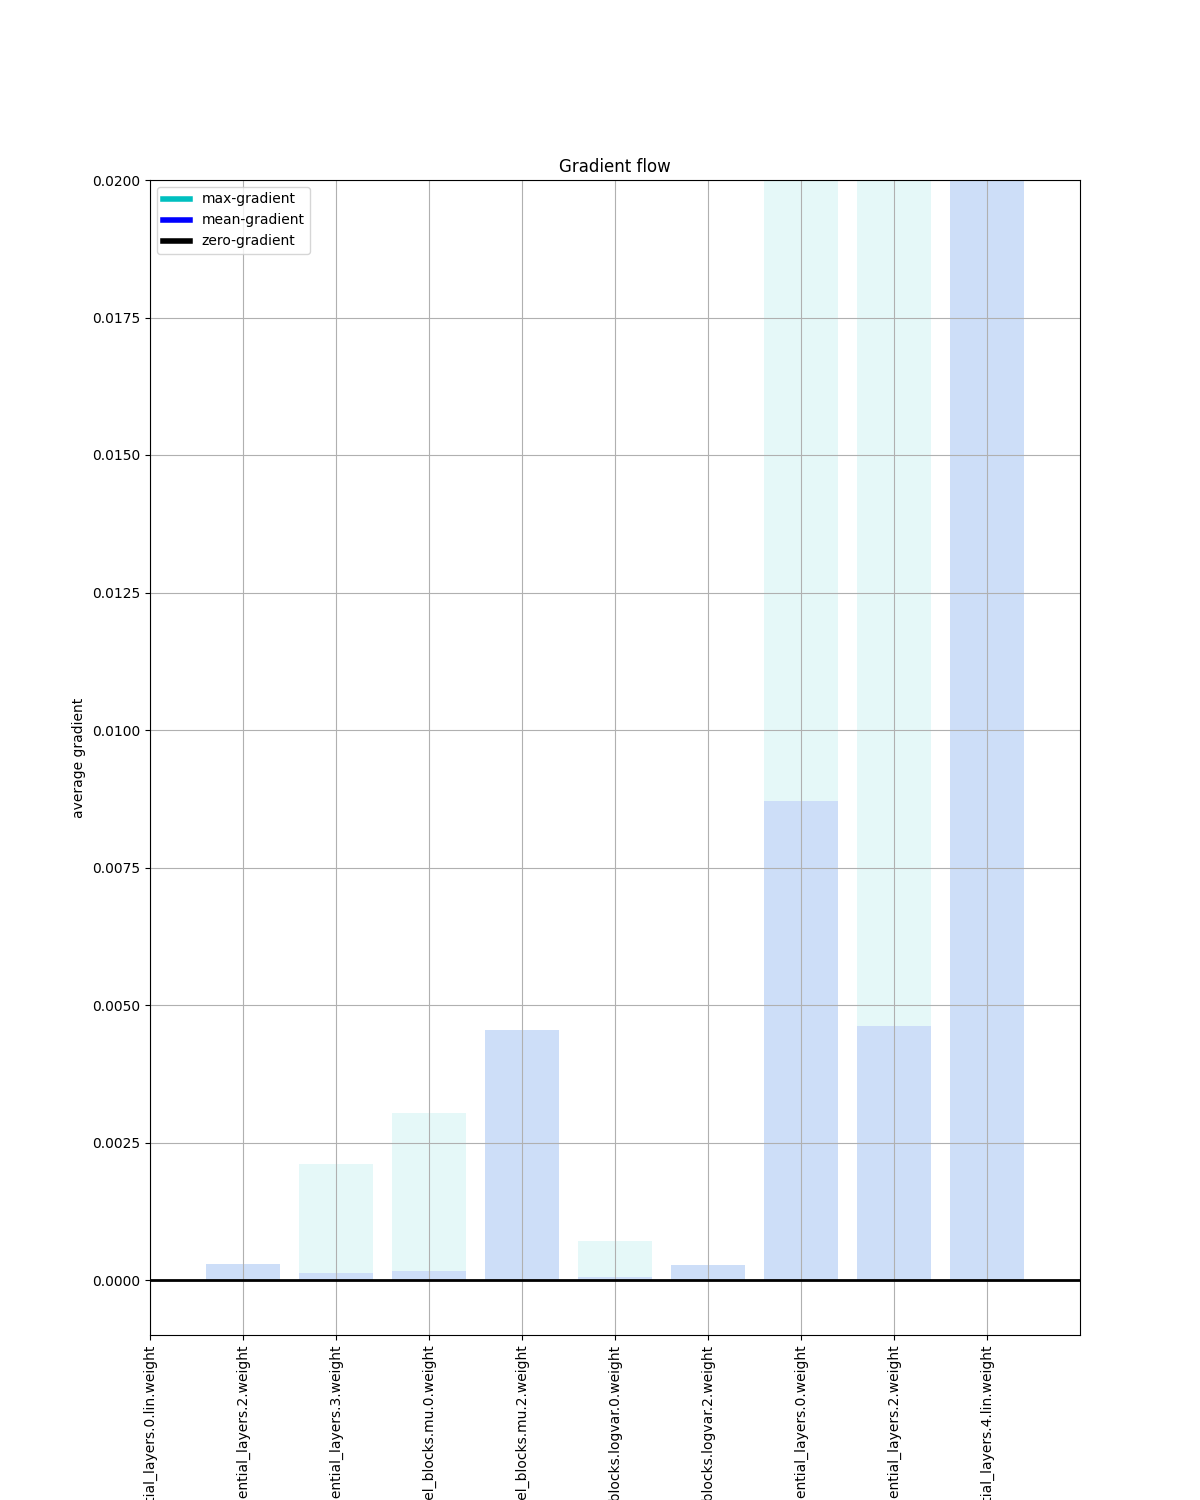 Gradient flow
max-gradient
mean-gradient
zero-gradient
0.0200
0.0175
0.0150
0.0125
0.0100
0.0075
0.0050
0.0025
0.0000
average gradient
tial_layers.0.lin.weight
ential_layers.2.weight
ential_layers.3.weight
el_blocks.mu.0.weight
el_blocks.mu.2.weight
blocks.logvar.0.weight
blocks.logvar.2.weight
ential_layers.0.weight
ential_layers.2.weight
tial_layers.4.lin.weight